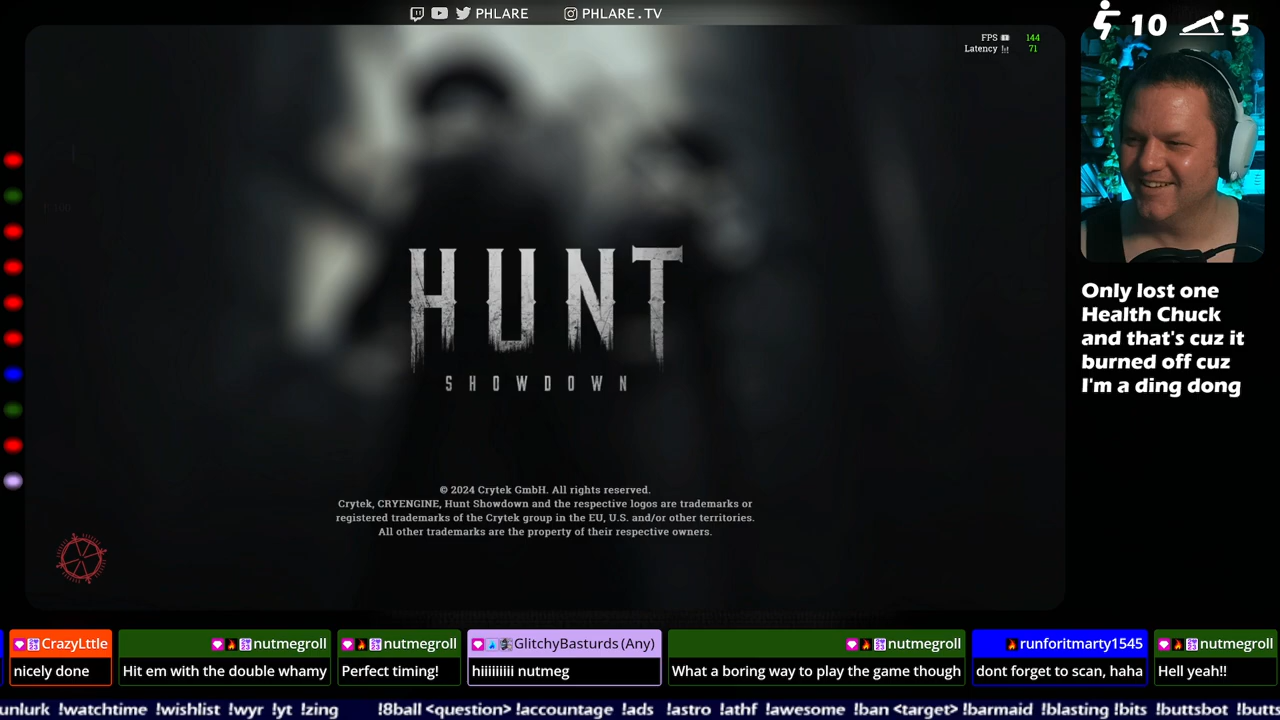 PHLARE
PHLARE.TV
10
5
FPS 144
Latency 71
HUNT
SHOWDOWN
© 2024 Crytek GmbH. All rights reserved.
Crytek, CRYENGINE, Hunt Showdown and the respective logos are trademarks or
registered trademarks of the Crytek group in the EU, U.S. and/or other territories.
All other trademarks are the property of their respective owners.
Only lost one
Health Chuck
and that's cuz it
burned off cuz
I'm a ding dong
CrazyLttle
nicely done
nutmegroll
Hit em with the double whamy
nutmegroll
Perfect timing!
GlitchyBasturds (Any)
hiiiiiiiii nutmeg
nutmegroll
What a boring way to play the game though
runforitmarty1545
dont forget to scan, haha
nutmegroll
Hell yeah!!
unlurk !watchtime !wishlist !wyr !yt !zing !8ball <question> !accountage !ads !astro !athf !awesome !ban <target> !barmaid !blasting !bits !buttsbot !butts